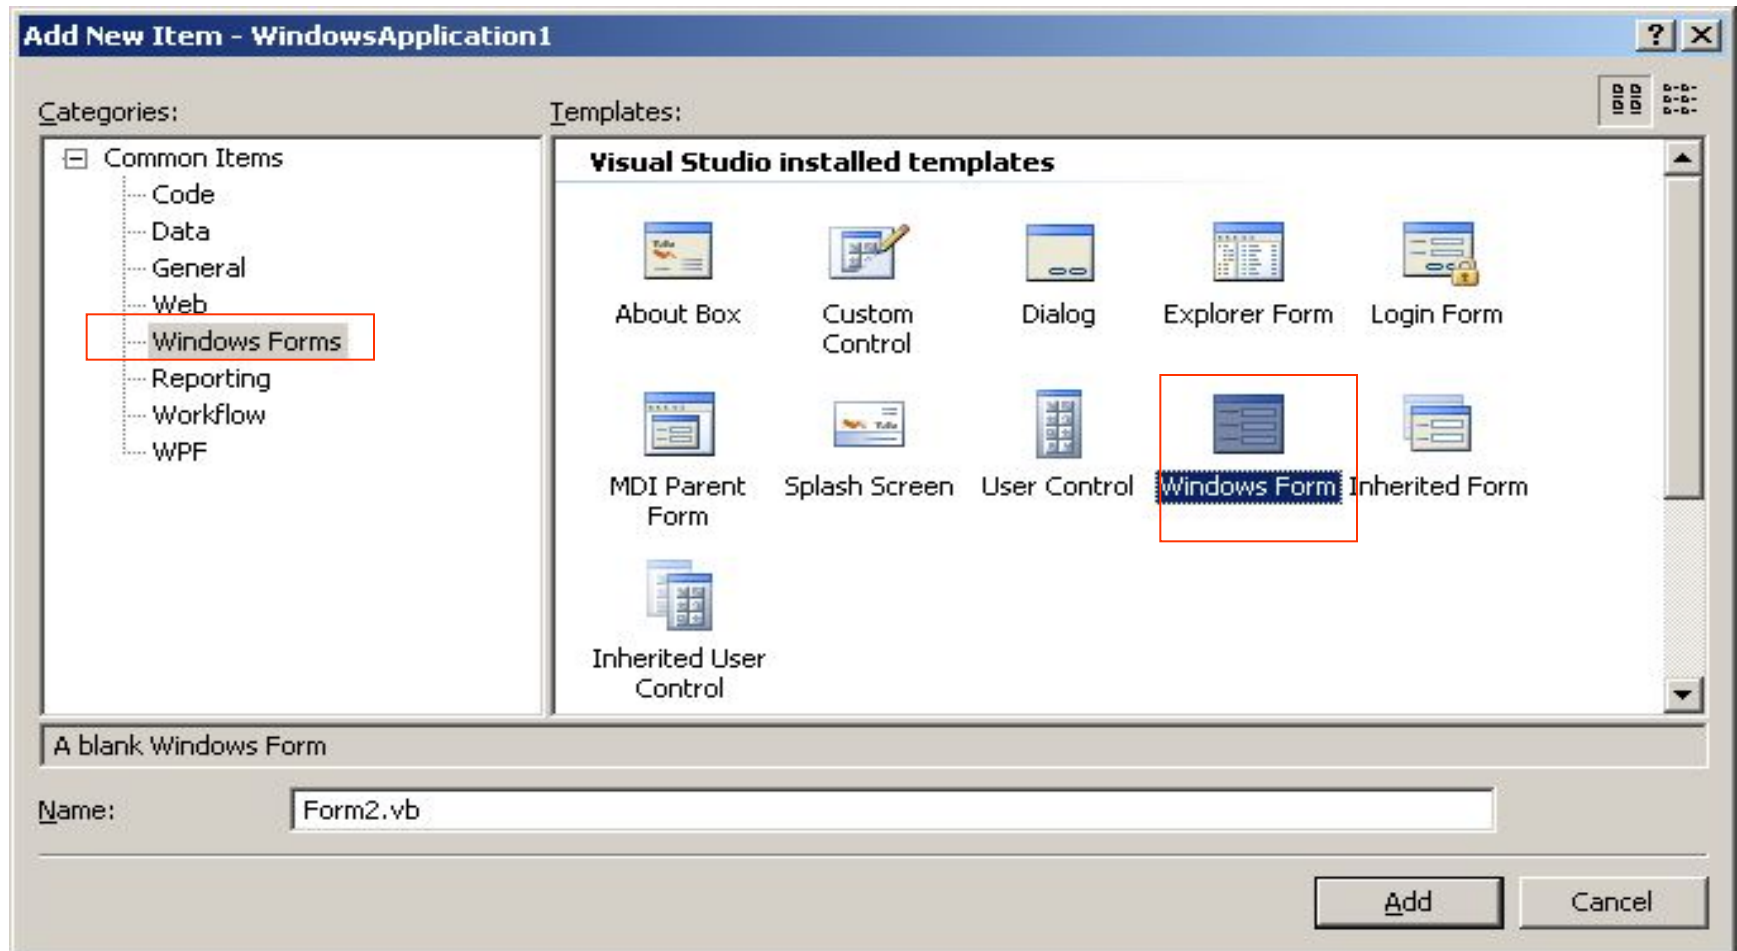 Add New Item - WindowsApplication1
Categories:
Templates:
Common Items
Code
Data
General
Web
Windows Forms
Reporting
Workflow
WPF
Visual Studio installed templates
About Box
Custom
Control
Dialog
Explorer Form
Login Form
MDI Parent
Form
Splash Screen
User Control
Windows Form
Inherited Form
Inherited User
Control
A blank Windows Form
Name:
Form2.vb
Add
Cancel